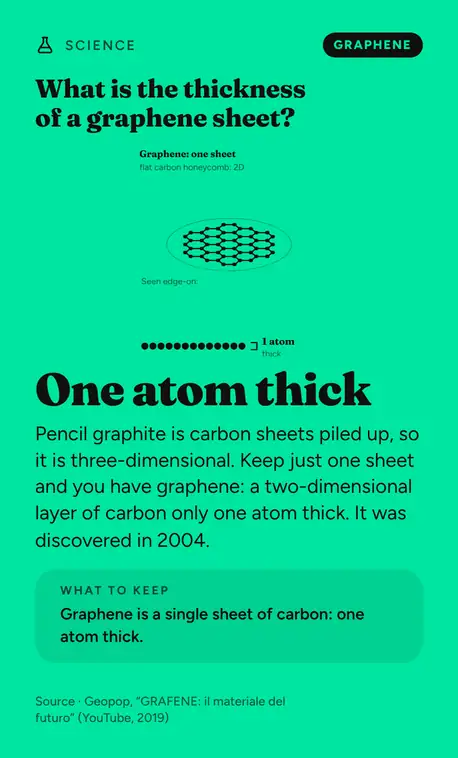 SCIENCE
GRAPHENE
What is the thickness
of a graphene sheet?
Graphene: one sheet
flat carbon honeycomb: 2D
Seen edge-on:
1 atom
thick
One atom thick
Pencil graphite is carbon sheets piled up, so
it is three-dimensional. Keep just one sheet
and you have graphene: a two-dimensional
layer of carbon only one atom thick. It was
discovered in 2004.
WHAT TO KEEP
Graphene is a single sheet of carbon: one
atom thick.
Source · Geopop, “GRAFENE: il materiale del
futuro” (YouTube, 2019)